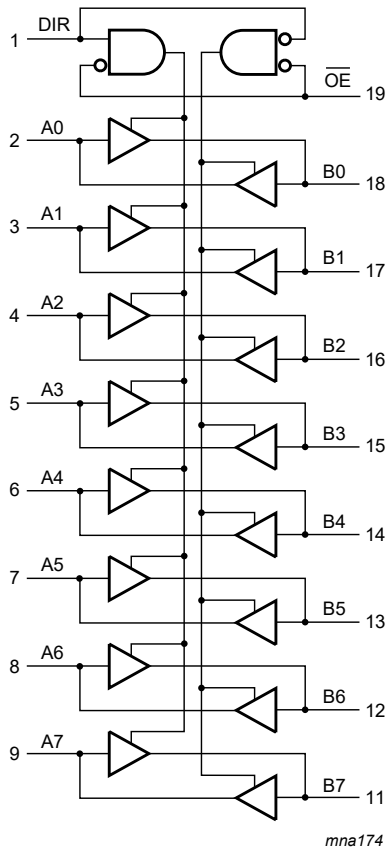 1 DIR
O̅E̅ 19
2 A0
B0 18
3 A1
B1 17
4 A2
B2 16
5 A3
B3 15
6 A4
B4 14
7 A5
B5 13
8 A6
B6 12
9 A7
B7 11
mna174